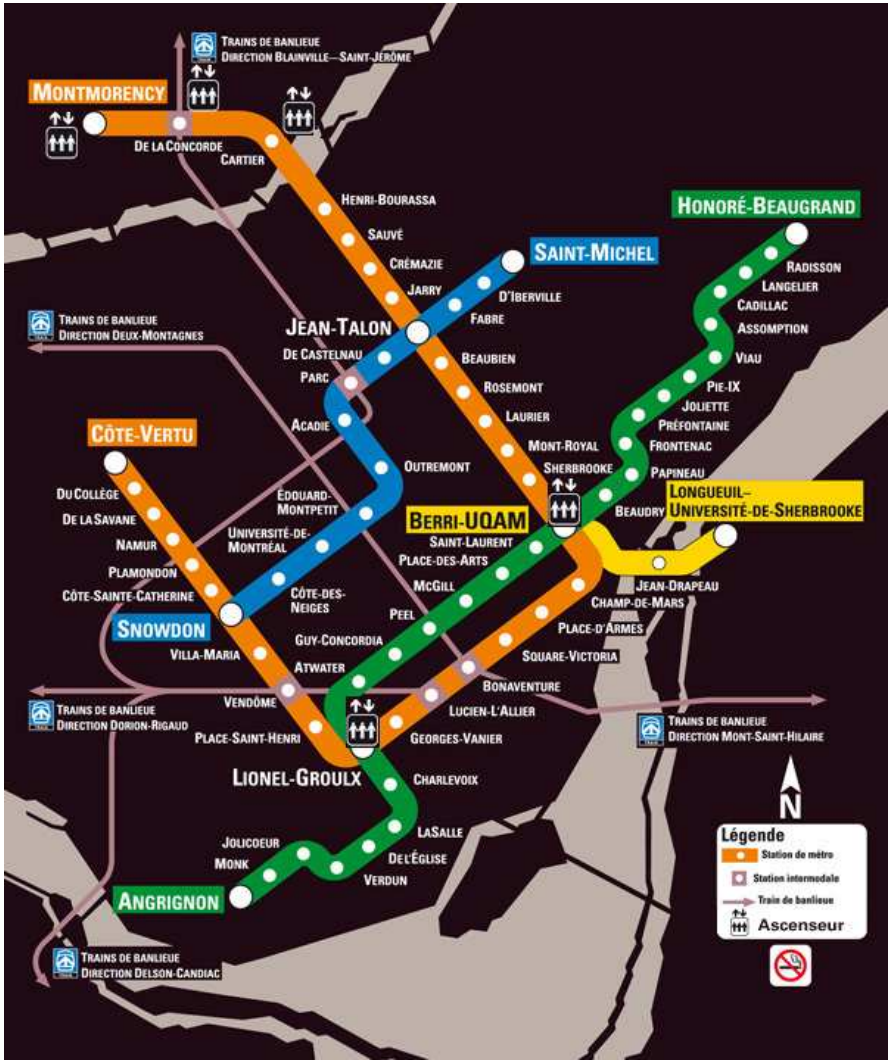 TRAINS DE BANLIEUE
DIRECTION BLAINVILLE—SAINT-JÉRÔME
TRAIN
MONTMORENCY
DE LA CONCORDE
CARTIER
HENRI-BOURASSA
SAUVÉ
CRÉMAZIE
JARRY
HONORÉ-BEAUGRAND
RADISSON
LANGELIER
CADILLAC
ASSOMPTION
VIAU
PIE-IX
JOLIETTE
PRÉFONTAINE
FRONTENAC
PAPINEAU
BEAUDRY
SAINT-MICHEL
D'IBERVILLE
FABRE
JEAN-TALON
DE CASTELNAU
PARC
ACADIE
OUTREMONT
ÉDOUARD-
MONTPETIT
UNIVERSITÉ-DE-
MONTRÉAL
CÔTE-DES-
NEIGES
TRAINS DE BANLIEUE
DIRECTION DEUX-MONTAGNES
TRAIN
BEAUBIEN
ROSEMONT
LAURIER
MONT-ROYAL
SHERBROOKE
CÔTE-VERTU
DU COLLÈGE
DE LA SAVANE
NAMUR
PLAMONDON
CÔTE-SAINTE-CATHERINE
SNOWDON
VILLA-MARIA
VENDÔME
PLACE-SAINT-HENRI
LIONEL-GROULX
BERRI-UQAM
LONGUEUIL–
UNIVERSITÉ-DE-SHERBROOKE
JEAN-DRAPEAU
SAINT-LAURENT
PLACE-DES-ARTS
MCGILL
PEEL
GUY-CONCORDIA
ATWATER
CHAMP-DE-MARS
PLACE-D'ARMES
SQUARE-VICTORIA
BONAVENTURE
LUCIEN-L'ALLIER
GEORGES-VANIER
TRAINS DE BANLIEUE
DIRECTION DORION-RIGAUD
TRAIN
TRAINS DE BANLIEUE
DIRECTION MONT-SAINT-HILAIRE
TRAIN
CHARLEVOIX
LASALLE
DE L'ÉGLISE
VERDUN
JOLICOEUR
MONK
ANGRIGNON
TRAINS DE BANLIEUE
DIRECTION DELSON-CANDIAC
TRAIN
N
Légende
Station de métro
Station intermodale
Train de banlieue
Ascenseur